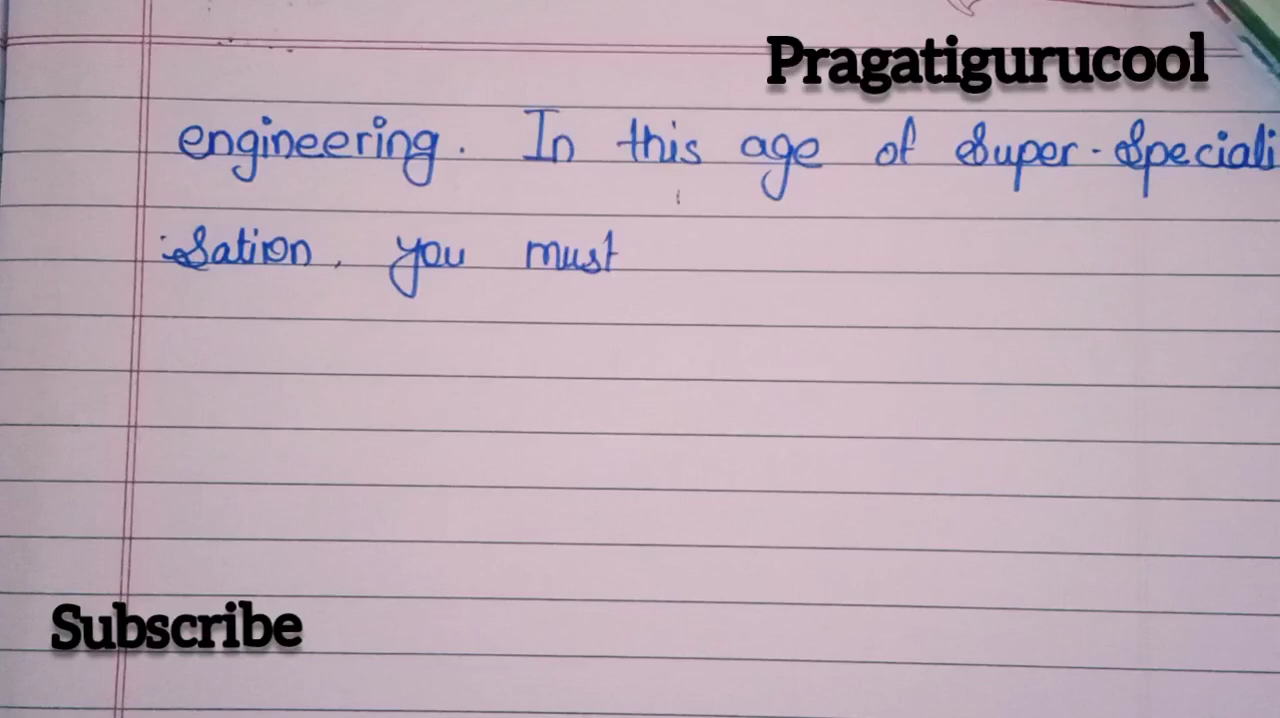 Pragatigurucool
engineering. In this age of Super-Speciali
-sation, you must
Subscribe